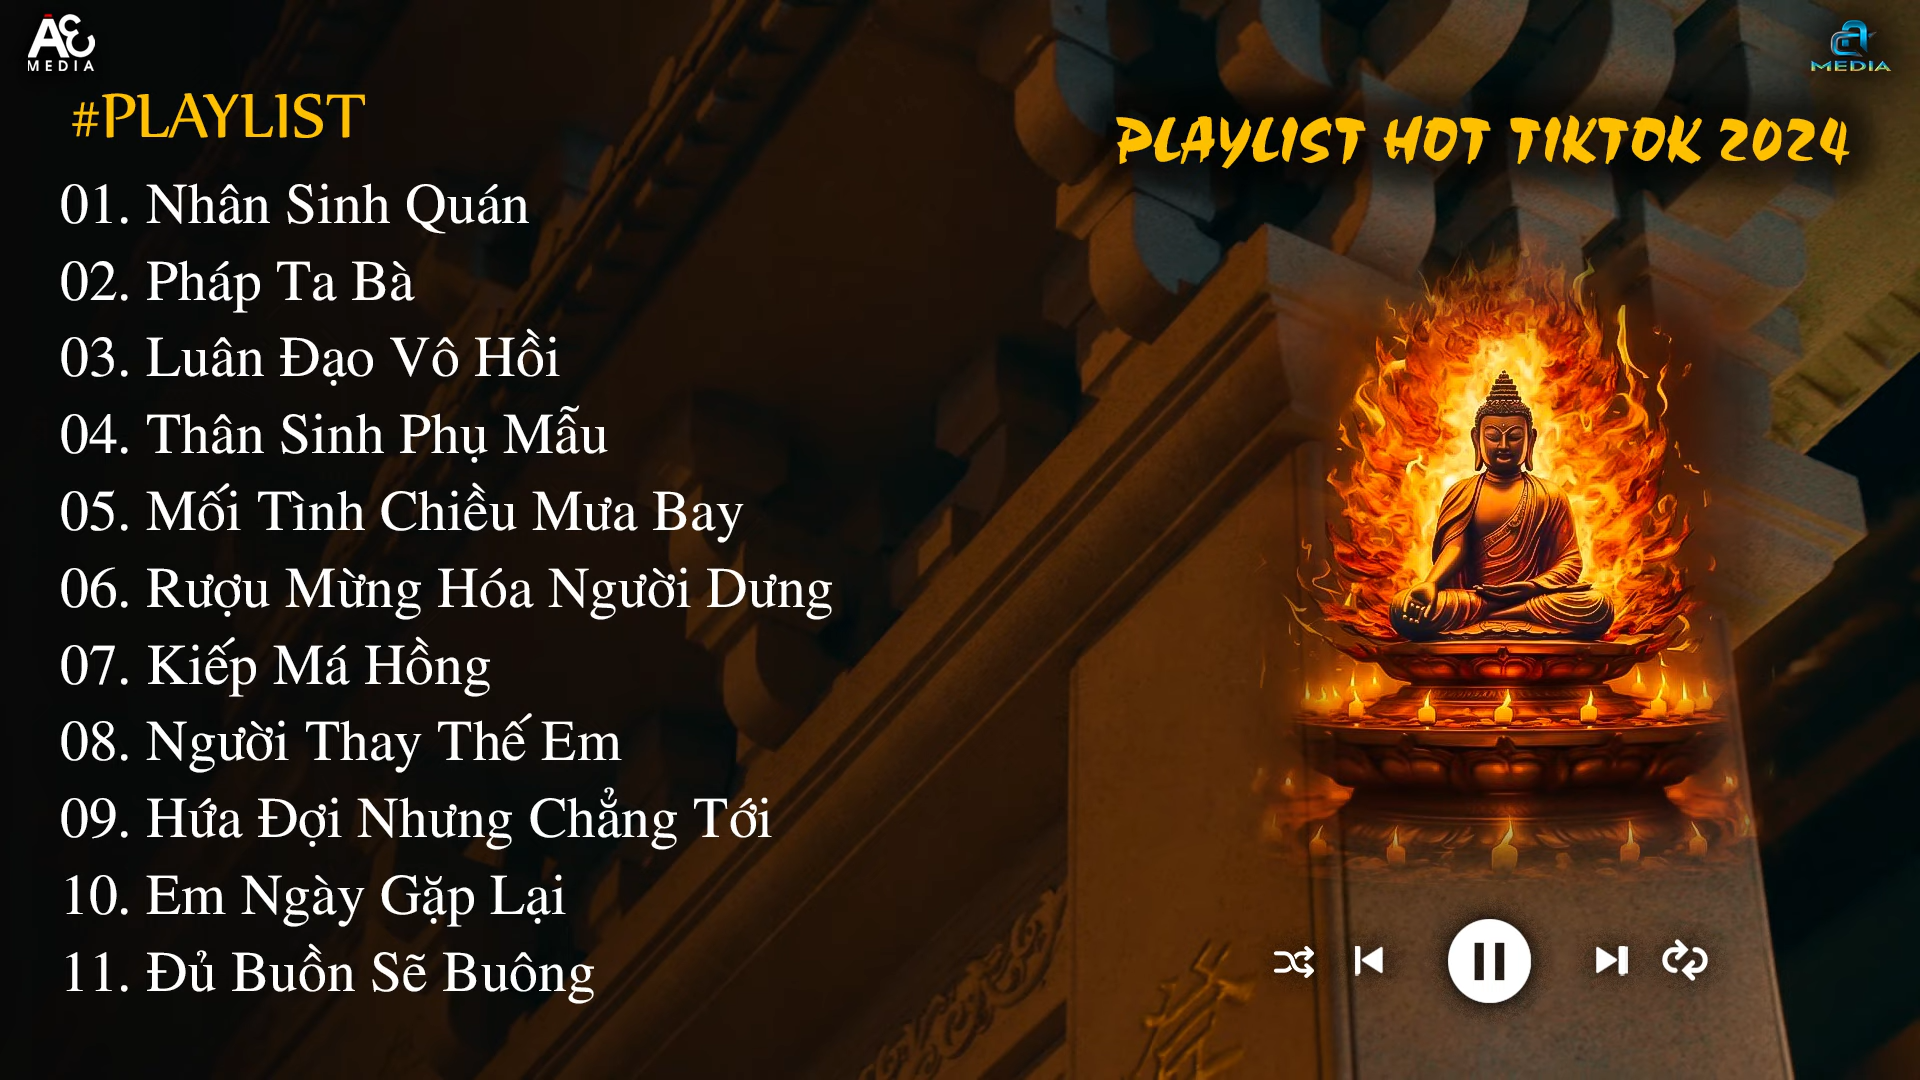 AE
MEDIA
MEDIA
#PLAYLIST
PLAYLIST HOT TIKTOK 2024
01. Nhân Sinh Quán
02. Pháp Ta Bà
03. Luân Đạo Vô Hồi
04. Thân Sinh Phụ Mẫu
05. Mối Tình Chiều Mưa Bay
06. Rượu Mừng Hóa Người Dưng
07. Kiếp Má Hồng
08. Người Thay Thế Em
09. Hứa Đợi Nhưng Chẳng Tới
10. Em Ngày Gặp Lại
11. Đủ Buồn Sẽ Buông